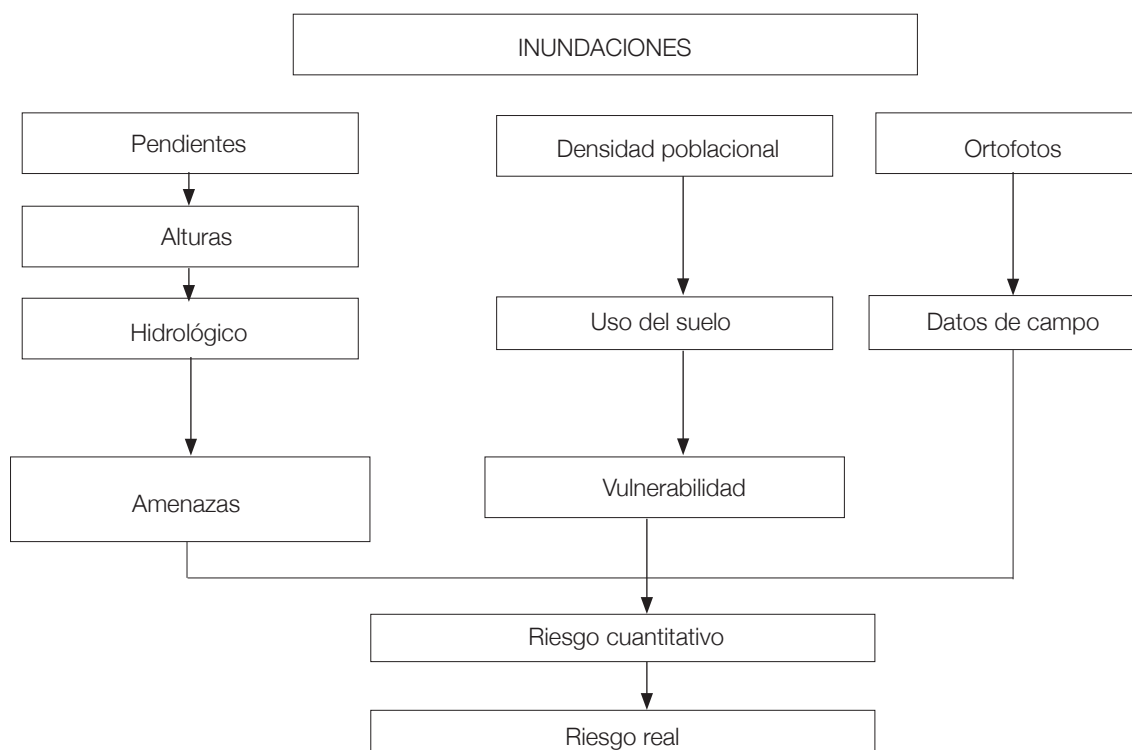 INUNDACIONES
Pendientes
Densidad poblacional
Ortofotos
Alturas
Hidrológico
Uso del suelo
Datos de campo
Amenazas
Vulnerabilidad
Riesgo cuantitativo
Riesgo real